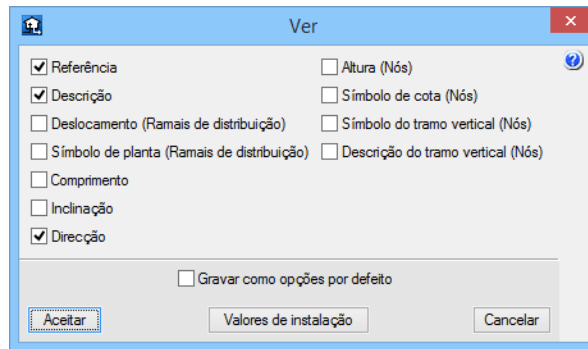 Ver
Referência
Descrição
Deslocamento (Ramais de distribuição)
Símbolo de planta (Ramais de distribuição)
Comprimento
Inclinação
Direcção
Altura (Nós)
Símbolo de cota (Nós)
Símbolo do tramo vertical (Nós)
Descrição do tramo vertical (Nós)
Gravar como opções por defeito
Aceitar
Valores de instalação
Cancelar